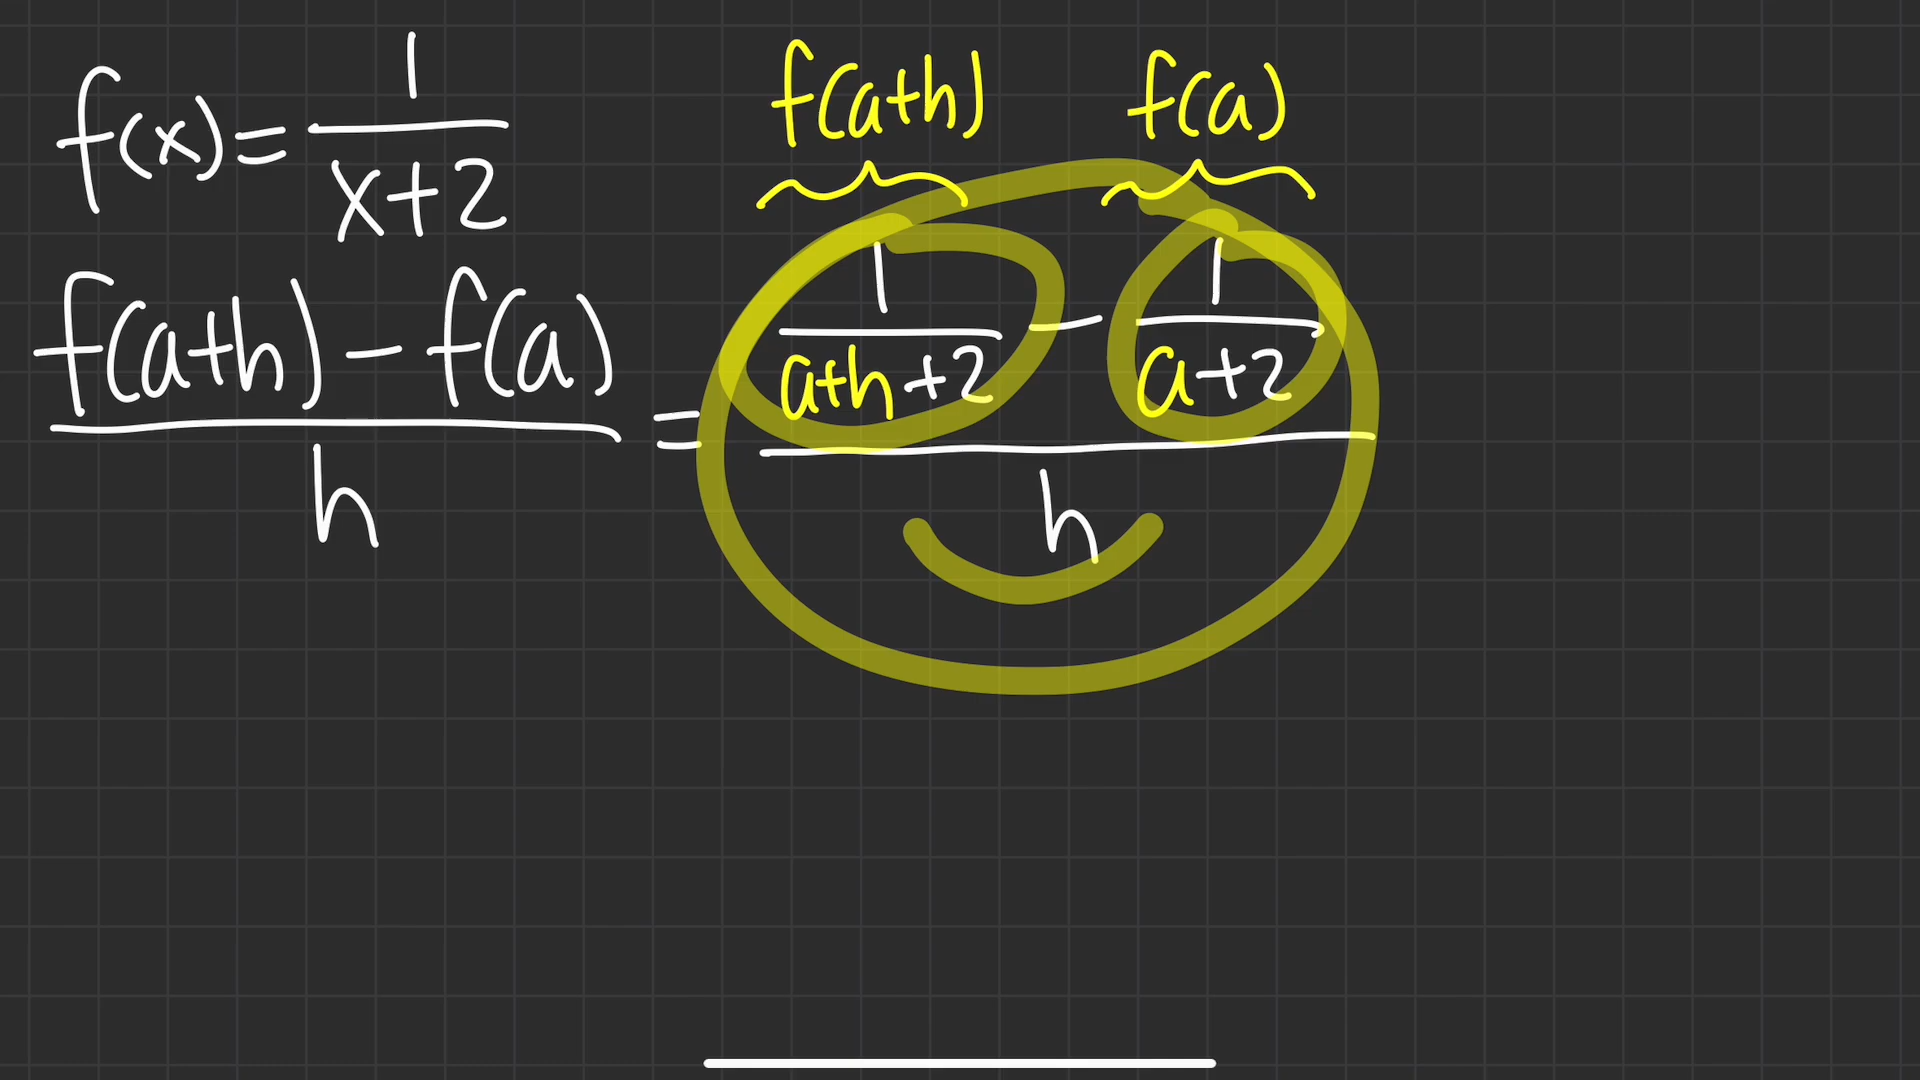 f(x) = 1/(x+2)
f(a+h) f(a)
(f(a+h) - f(a))/h = (1/(a+h+2) - 1/(a+2))/h